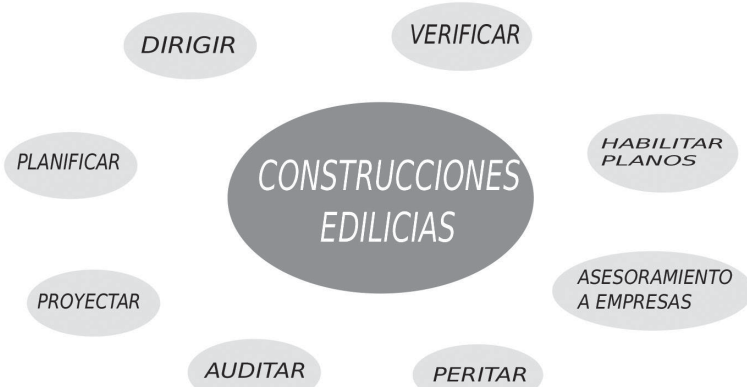 DIRIGIR
VERIFICAR
PLANIFICAR
CONSTRUCCIONES
EDILICIAS
HABILITAR
PLANOS
PROYECTAR
ASESORAMIENTO
A EMPRESAS
AUDITAR
PERITAR